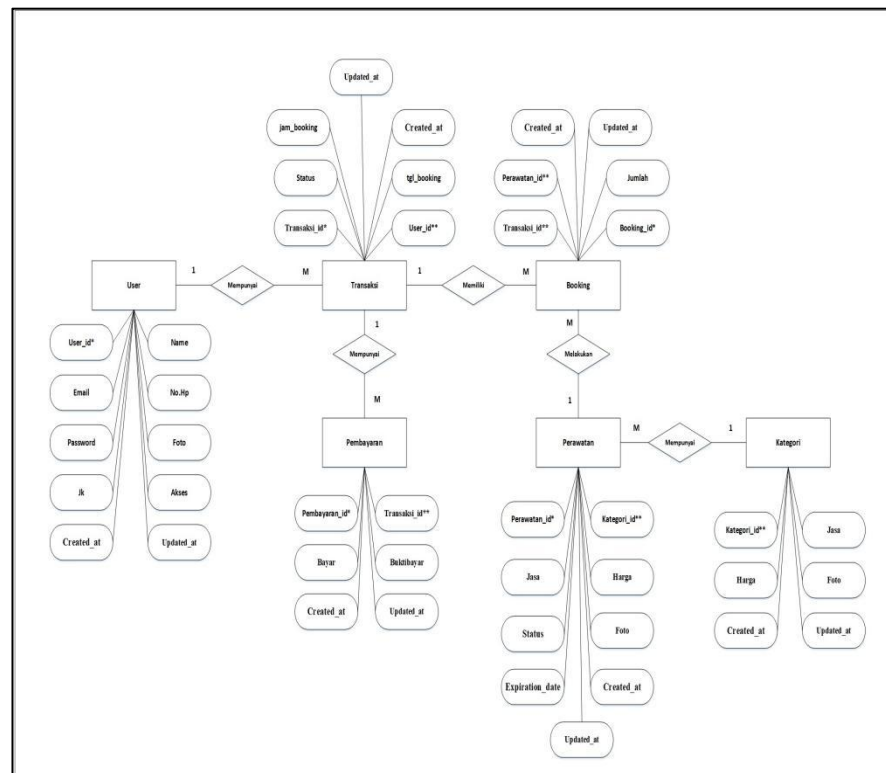 Updated_at
jam_booking
Created_at
Created_at
Updated_at
Status
tgl_booking
Perawatan_id**
Jumlah
Transaksi_id*
User_id**
Transaksi_id**
Booking_id*
User
1
Mempunyai
M
Transaksi
1
Memiliki
M
Booking
1
M
User_id*
Name
Mempunyai
Melakukan
Email
No.Hp
M
1
Password
Foto
Pembayaran
Perawatan
M
Mempunyai
1
Kategori
Jk
Akses
Created_at
Updated_at
Pembayaran_id*
Transaksi_id**
Perawatan_id*
Kategori_id**
Kategori_id**
Jasa
Bayar
Buktibayar
Jasa
Harga
Harga
Foto
Created_at
Updated_at
Status
Foto
Created_at
Updated_at
Expiration_date
Created_at
Updated_at